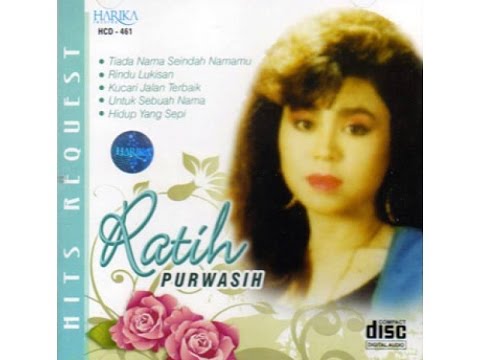 HARIKA
HCD - 461
• Tiada Nama Seindah Namamu
• Rindu Lukisan
• Kucari Jalan Terbaik
• Untuk Sebuah Nama
• Hidup Yang Sepi
HARIKA
HITS REQUEST
Ratih
PURWASIH
COMPACT
disc
DIGITAL AUDIO